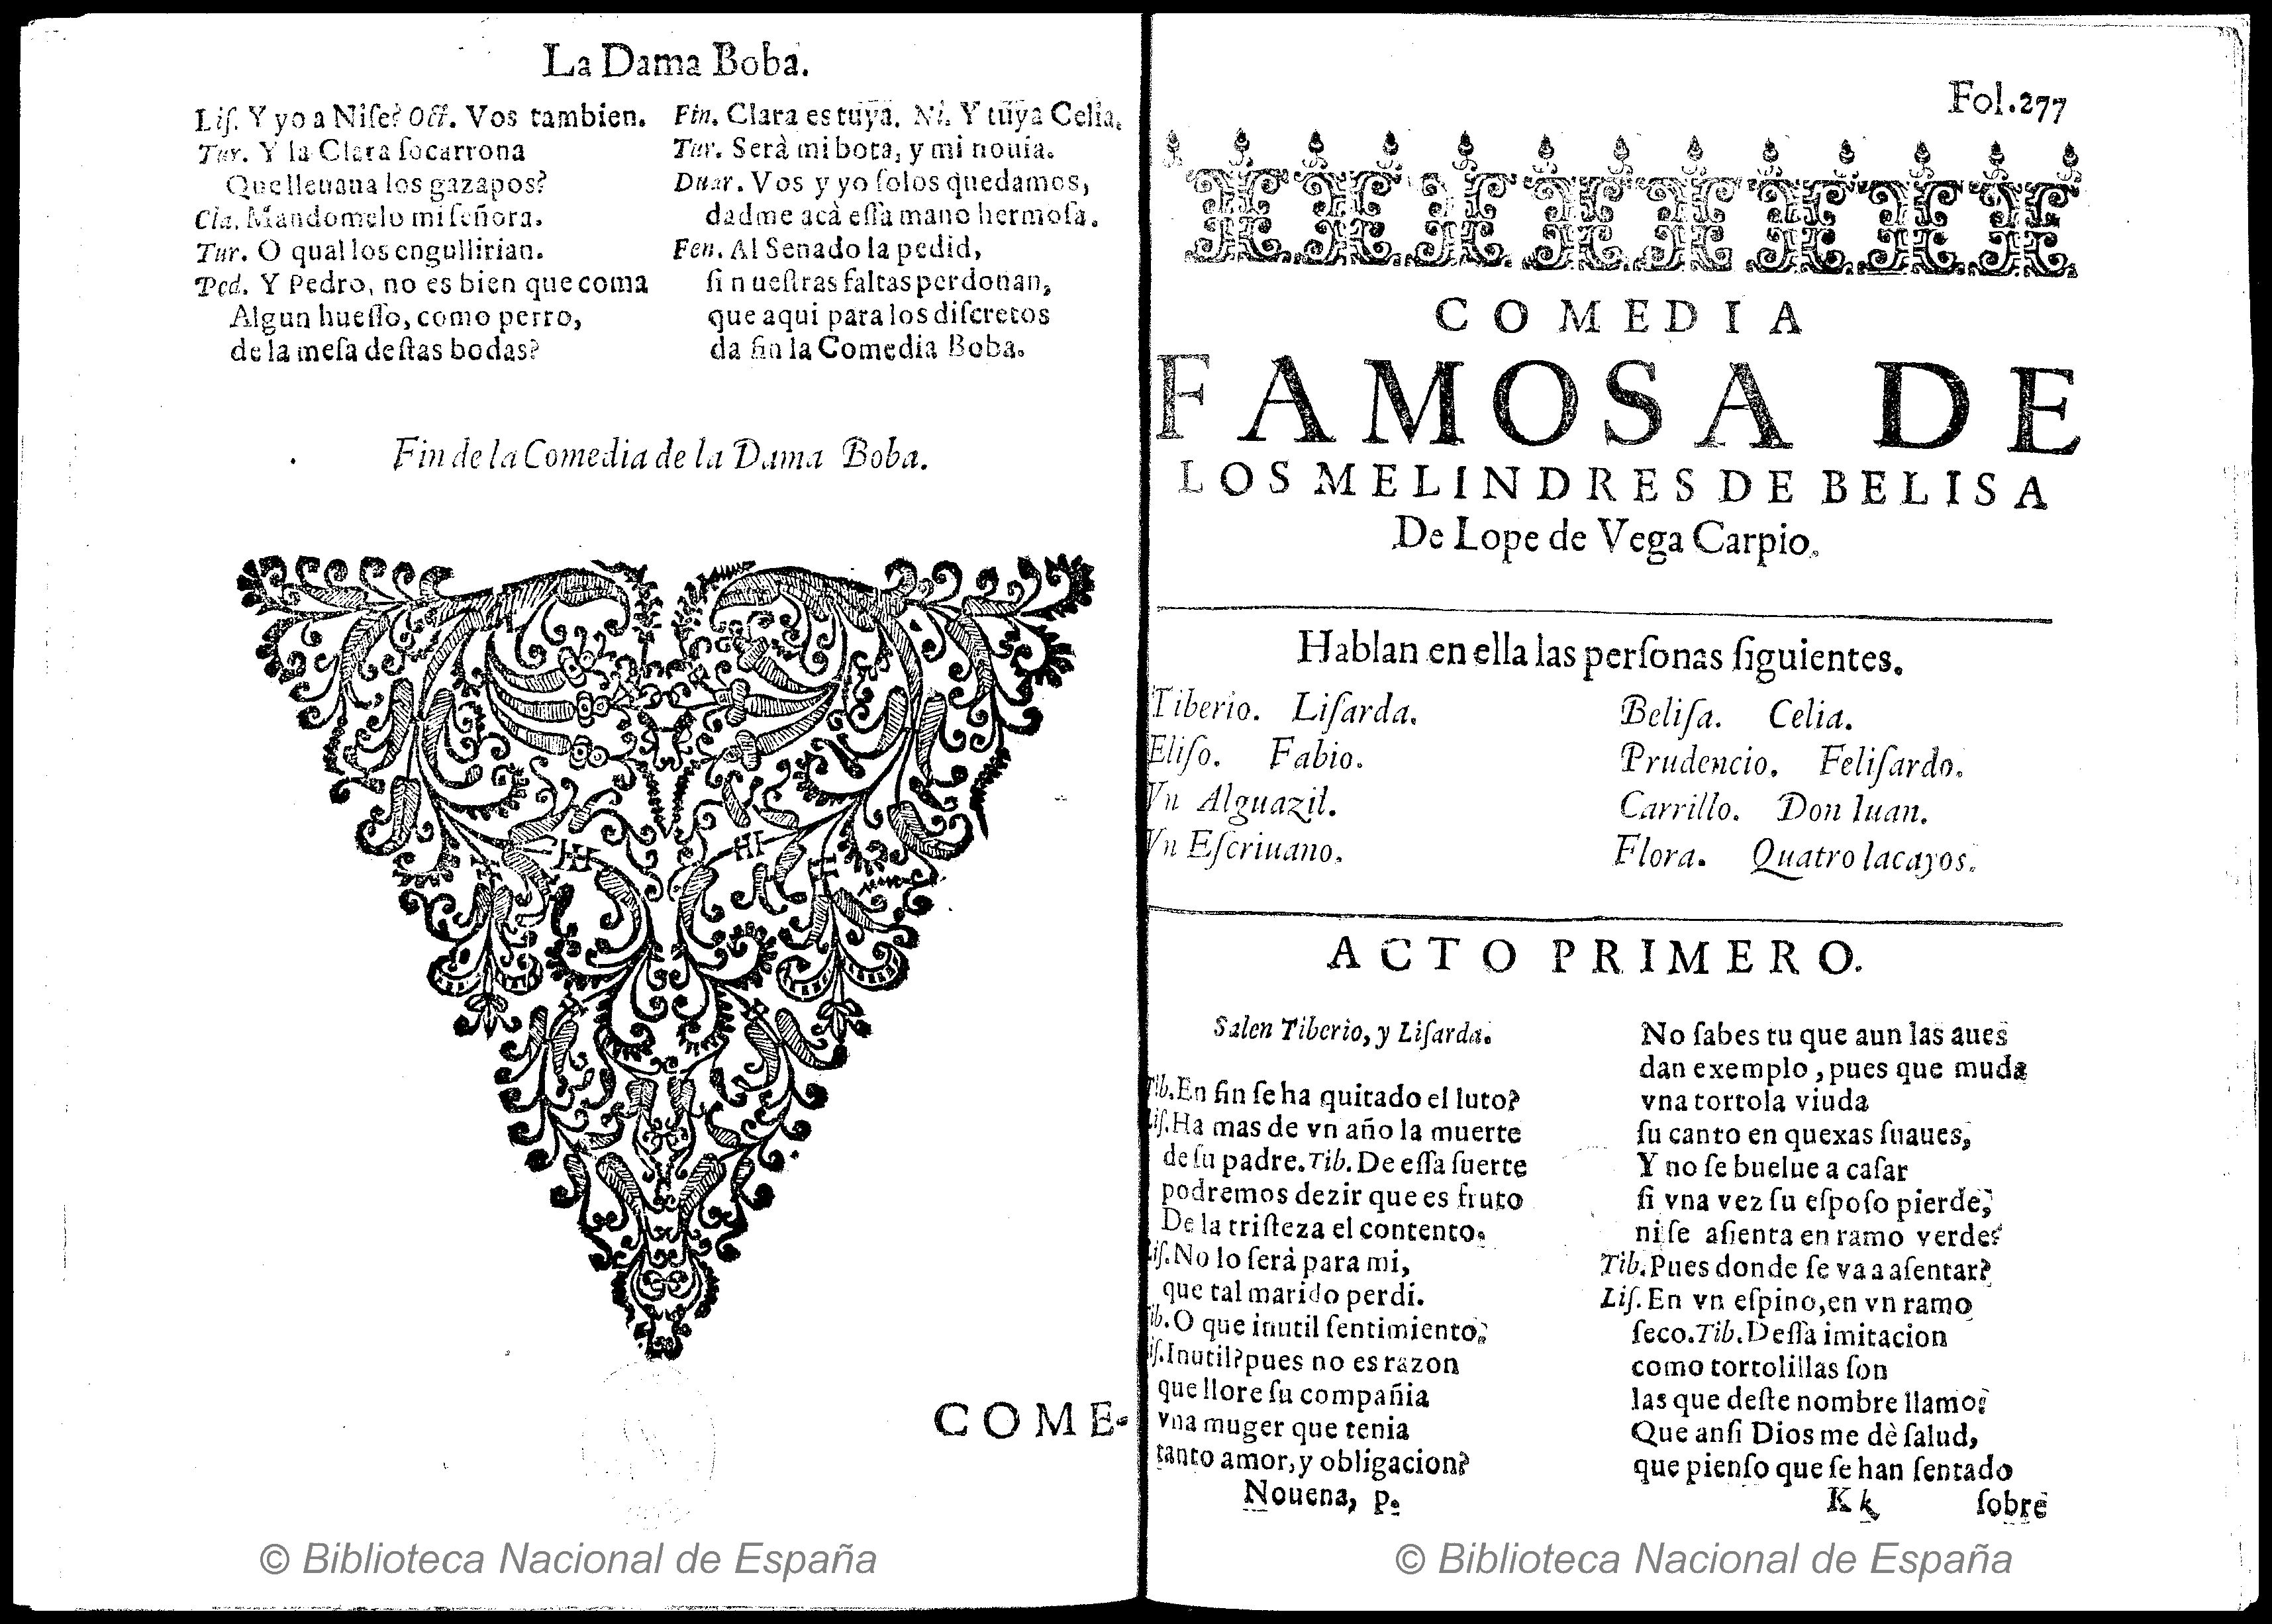 La Dama Boba.
Liſ. Y yo a Niſe? Oct. Vos tambien.
Tur. Y la Clara ſocarrona
Que lleuaua los gazapos?
Cla. Mandomelo mi ſeñora.
Tur. O qual los engullirian.
Ped. Y Pedro, no es bien que coma
Algun hueſſo, como perro,
de la meſa deſtas bodas?
Fin. Clara es tuya. Ni. Y tuya Celia.
Tur. Serà mi bota, y mi nouia.
Duar. Vos y yo ſolos quedamos,
dadme acà eſſa mano hermoſa.
Fen. Al Senado la pedid,
ſi nueſtras faltas perdonan,
que aqui para los diſcretos
da fin la Comedia Boba.
Fin de la Comedia de la Dama Boba.
COME-
© Biblioteca Nacional de España
Fol. 277
COMEDIA
FAMOSA DE
LOS MELINDRES DE BELISA
De Lope de Vega Carpio.
Hablan en ella las perſonas ſiguientes.
Tiberio. Liſarda.
Eliſo. Fabio.
Vn Alguazil.
Vn Eſcriuano.
Beliſa. Celia.
Prudencio. Feliſardo.
Carrillo. Don Iuan.
Flora. Quatro lacayos.
ACTO PRIMERO.
Salen Tiberio, y Liſarda.
Tib. En fin ſe ha quitado el luto?
Liſ. Ha mas de vn año la muerte
de ſu padre. Tib. De eſſa ſuerte
podremos dezir que es fruto
De la triſteza el contento.
Liſ. No lo ſerà para mi,
que tal marido perdi.
Tib. O que inutil ſentimiento?
Liſ. Inutil? pues no es razon
que llore ſu compañia
vna muger que tenia
tanto amor, y obligacion?
No ſabes tu que aun las aues
dan exemplo, pues que muda
vna tortola viuda
ſu canto en quexas ſuaues,
Y no ſe buelue a caſar
ſi vna vez ſu eſpoſo pierde,
ni ſe aſienta en ramo verde?
Tib. Pues donde ſe va a aſentar?
Liſ. En vn eſpino, en vn ramo
ſeco. Tib. Deſſa imitacion
como tortolillas ſon
las que deſte nombre llamo?
Que anſi Dios me dè ſalud,
que pienſo que ſe han ſentado
Nouena, p.
Kk
ſobre
© Biblioteca Nacional de España